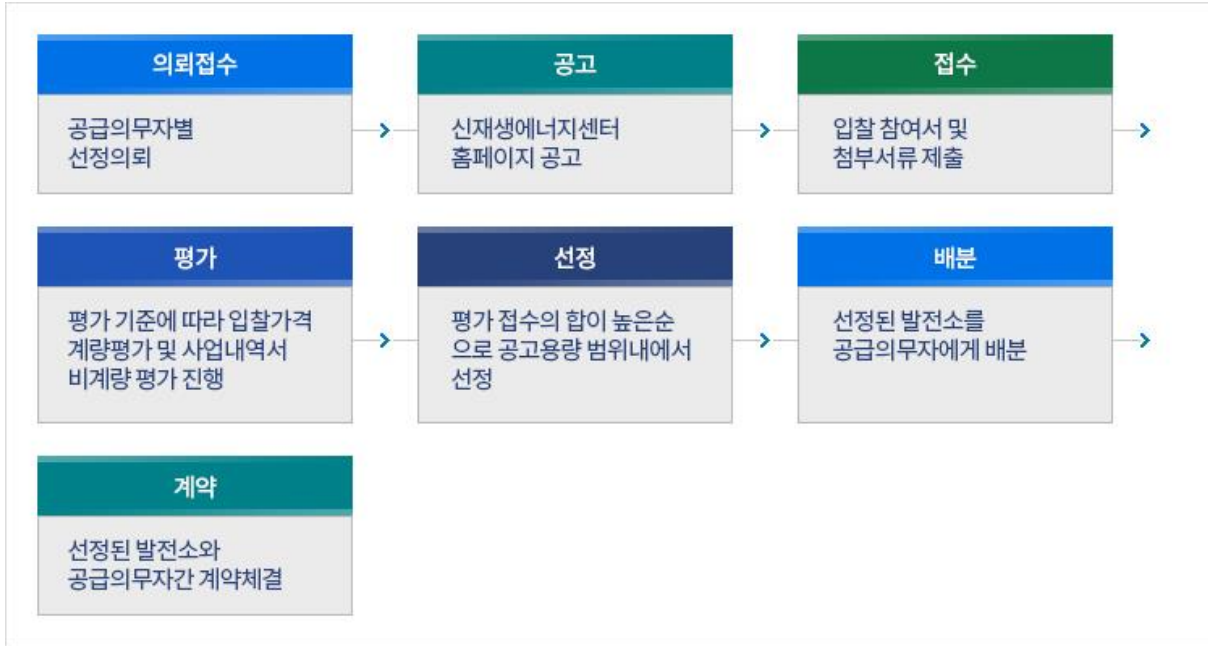 의뢰접수
공급의무자별
선정의뢰
공고
신재생에너지센터
홈페이지 공고
접수
입찰 참여서 및
첨부서류 제출
평가
평가 기준에 따라 입찰가격
계량평가 및 사업내역서
비계량 평가 진행
선정
평가 접수의 합이 높은순
으로 공고용량 범위내에서
선정
배분
선정된 발전소를
공급의무자에게 배분
계약
선정된 발전소와
공급의무자간 계약체결